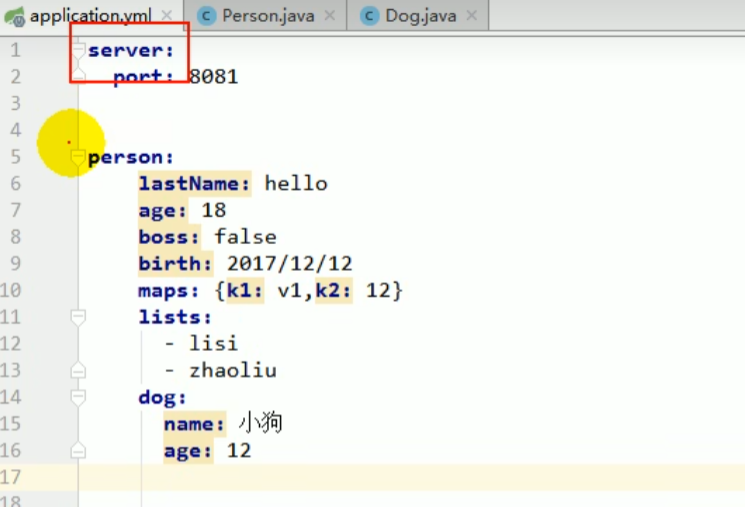 application.yml Person.java Dog.java
1 server:
2   port: 8081
3
4
5 person:
6     lastName: hello
7     age: 18
8     boss: false
9     birth: 2017/12/12
10     maps: {k1: v1,k2: 12}
11     lists:
12       - lisi
13       - zhaoliu
14     dog:
15       name: 小狗
16       age: 12
17
18